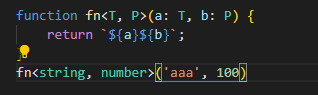 function fn<T, P>(a: T, b: P) {
    return `${a}${b}`;
}
fn<string, number>('aaa', 100)